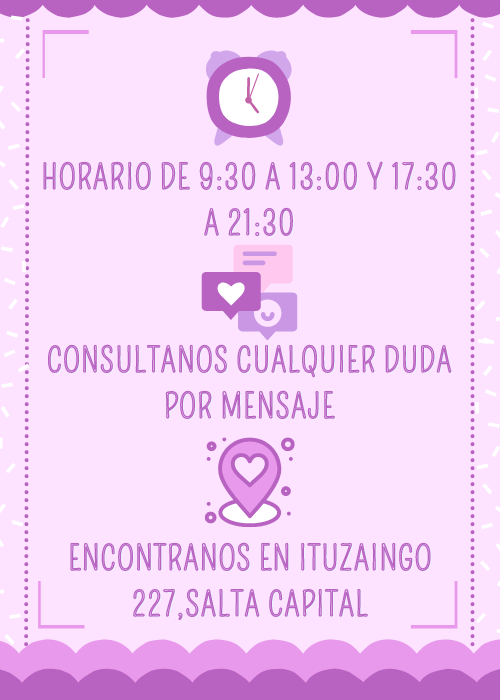 HORARIO DE 9:30 A 13:00 Y 17:30
A 21:30
CONSULTANOS CUALQUIER DUDA
POR MENSAJE
ENCONTRANOS EN ITUZAINGO
227,SALTA CAPITAL